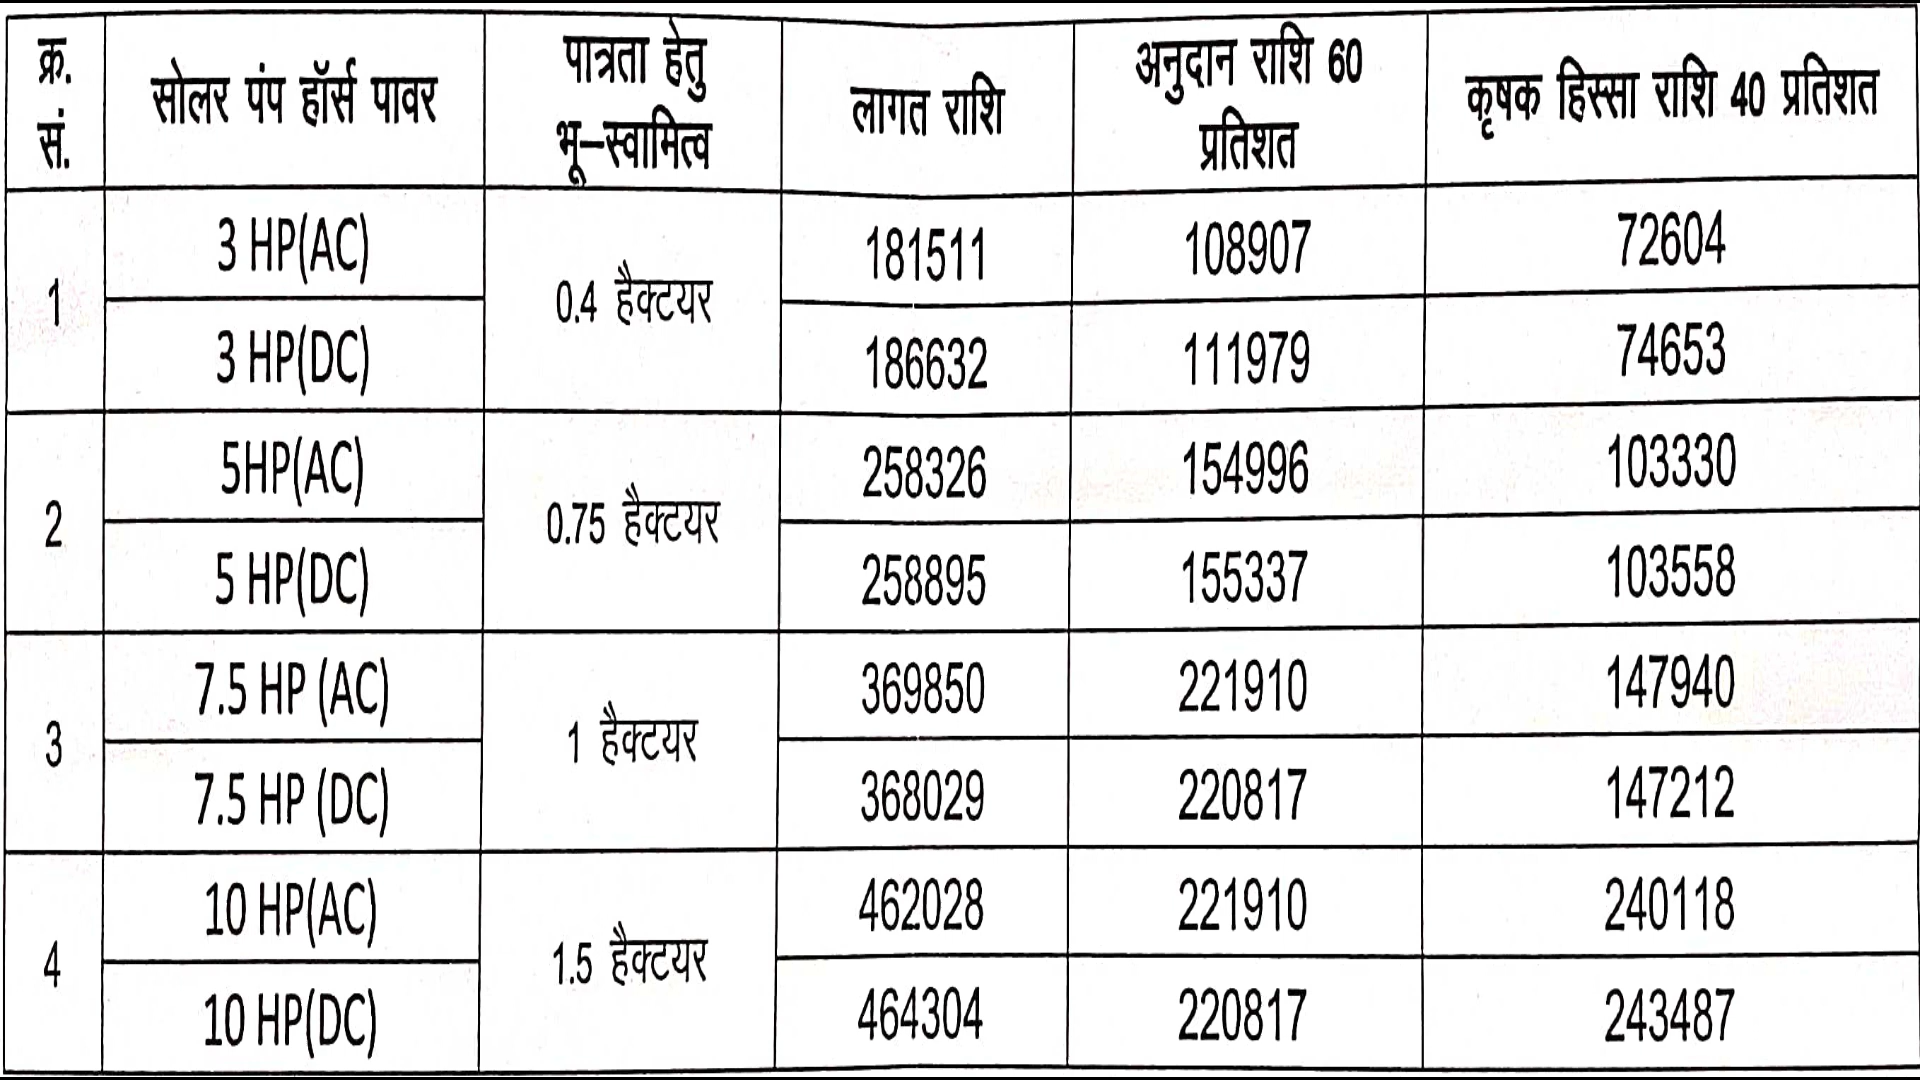 क्र. सं.
सोलर पंप हॉर्स पावर
पात्रता हेतु
भू–स्वामित्व
लागत राशि
अनुदान राशि 60
प्रतिशत
कृषक हिस्सा राशि 40 प्रतिशत
1
3 HP(AC)
0.4 हैक्टयर
181511
108907
72604
3 HP(DC)
186632
111979
74653
2
5HP(AC)
0.75 हैक्टयर
258326
154996
103330
5 HP(DC)
258895
155337
103558
3
7.5 HP (AC)
1 हैक्टयर
369850
221910
147940
7.5 HP (DC)
368029
220817
147212
4
10 HP(AC)
1.5 हैक्टयर
462028
221910
240118
10 HP(DC)
464304
220817
243487